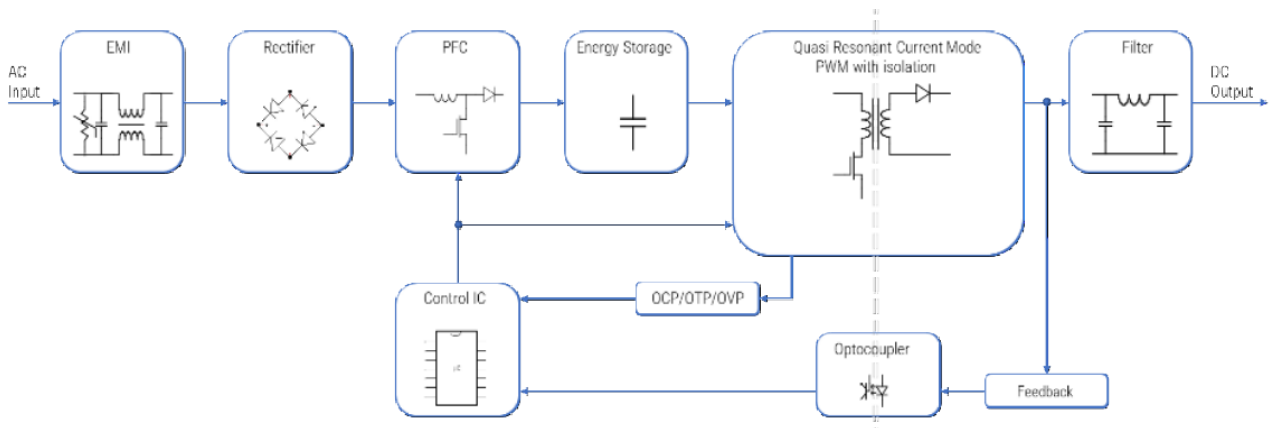 EMI
Rectifier
PFC
Energy Storage
Quasi Resonant Current Mode
PWM with isolation
Filter
AC
Input
DC
Output
Control IC
OCP/OTP/OVP
Optocoupler
Feedback